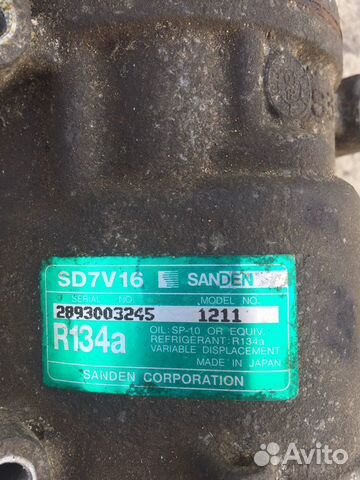 SD7V16 SANDEN
SERIAL NO. MODEL NO.
2893003245 1211
R134a
OIL: SP-10 OR EQUIV.
REFRIGERANT: R134a
VARIABLE DISPLACEMENT
MADE IN JAPAN
SANDEN CORPORATION
Avito